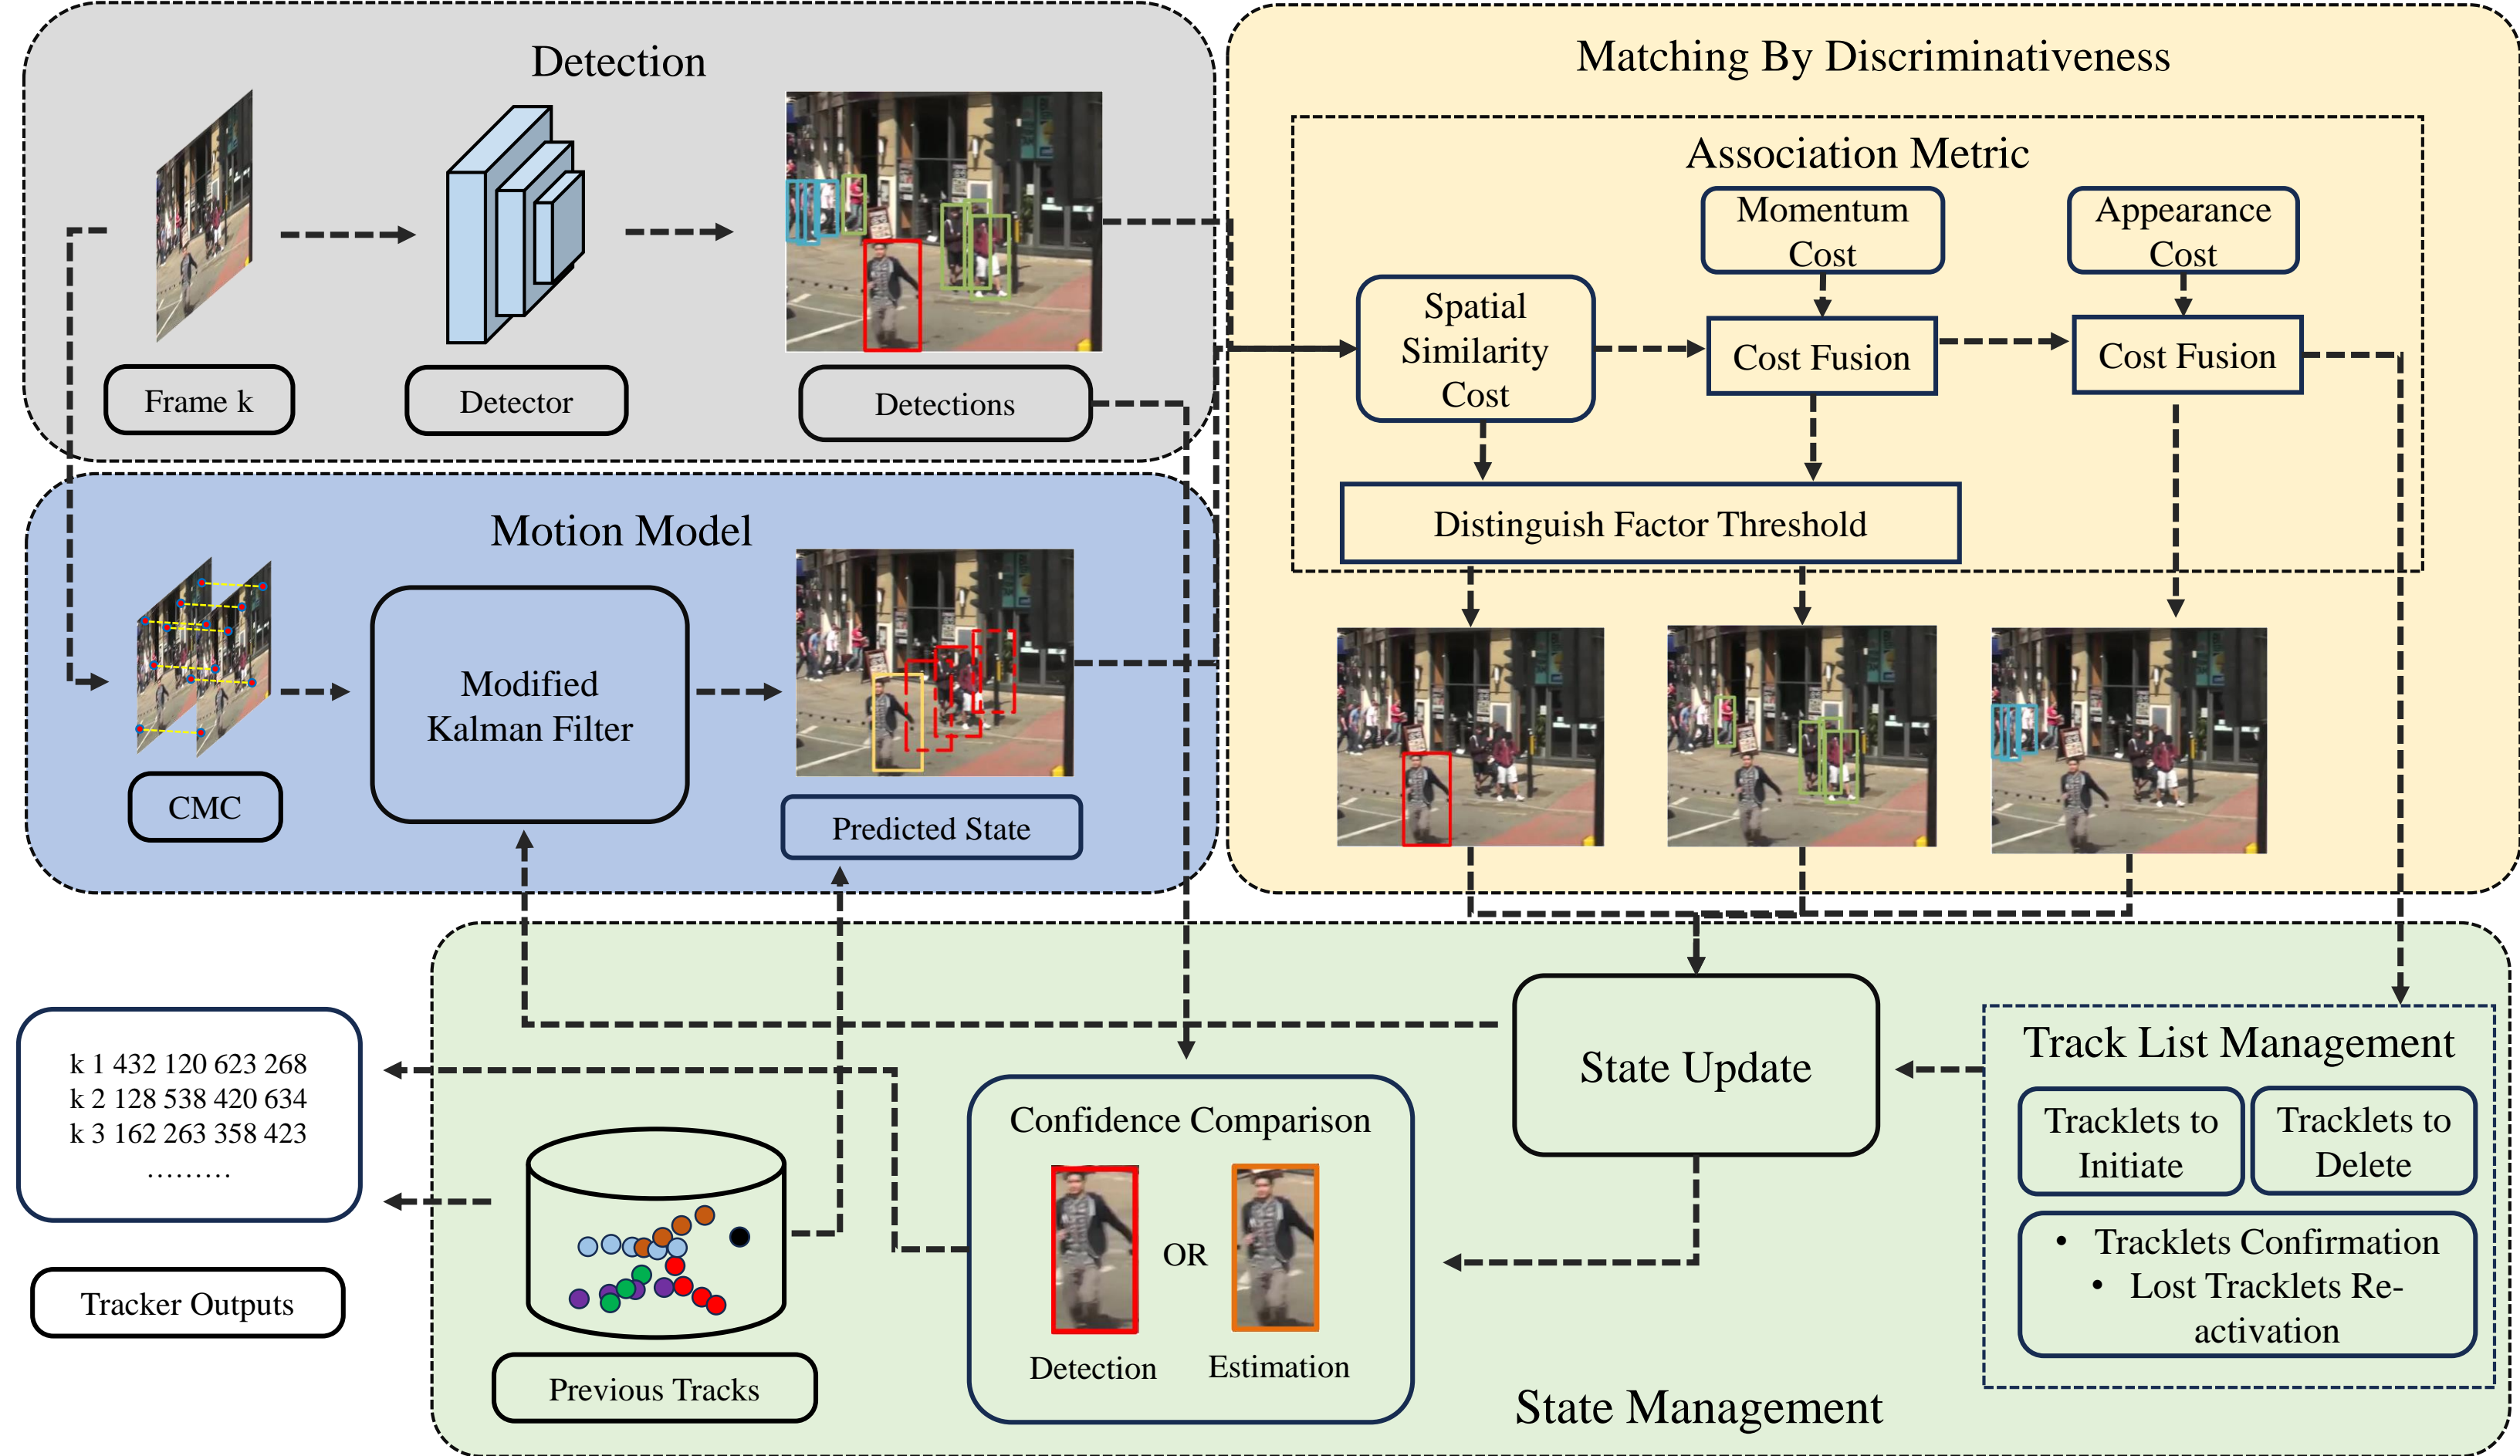 Detection
Frame k
Detector
Detections
Motion Model
CMC
Modified
Kalman Filter
Predicted State
Matching By Discriminativeness
Association Metric
Momentum
Cost
Appearance
Cost
Spatial
Similarity
Cost
Cost Fusion
Cost Fusion
Distinguish Factor Threshold
k 1 432 120 623 268
k 2 128 538 420 634
k 3 162 263 358 423
………
Tracker Outputs
Previous Tracks
Confidence Comparison
OR
Detection
Estimation
State Update
Track List Management
Tracklets to
Initiate
Tracklets to
Delete
• Tracklets Confirmation
• Lost Tracklets Re-
activation
State Management